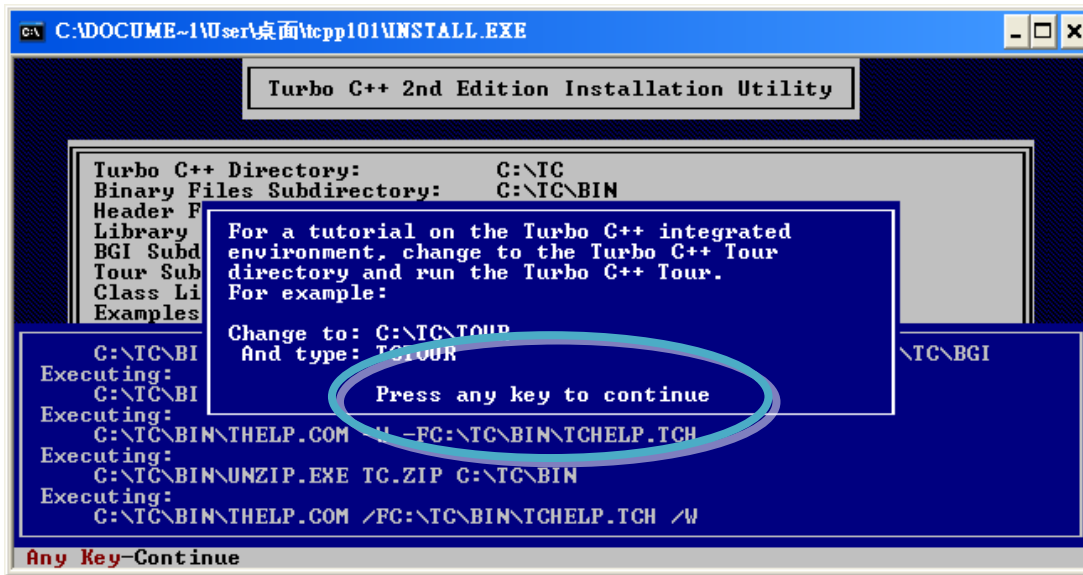 C:\DOCUME~1\User\桌面\tcpp101\INSTALL.EXE
Turbo C++ 2nd Edition Installation Utility
Turbo C++ Directory: C:\TC
Binary Files Subdirectory: C:\TC\BIN
Header F
Library
BGI Subd
Tour Sub
Class Li
Examples
For a tutorial on the Turbo C++ integrated
environment, change to the Turbo C++ Tour
directory and run the Turbo C++ Tour.
For example:
Change to: C:\TC\TOUR
And type: TCTOUR
Press any key to continue
C:\TC\BI \TC\BGI
Executing:
C:\TC\BI
Executing:
C:\TC\BIN\THELP.COM -W -FC:\TC\BIN\TCHELP.TCH
Executing:
C:\TC\BIN\UNZIP.EXE TC.ZIP C:\TC\BIN
Executing:
C:\TC\BIN\THELP.COM /FC:\TC\BIN\TCHELP.TCH /W
Any Key-Continue